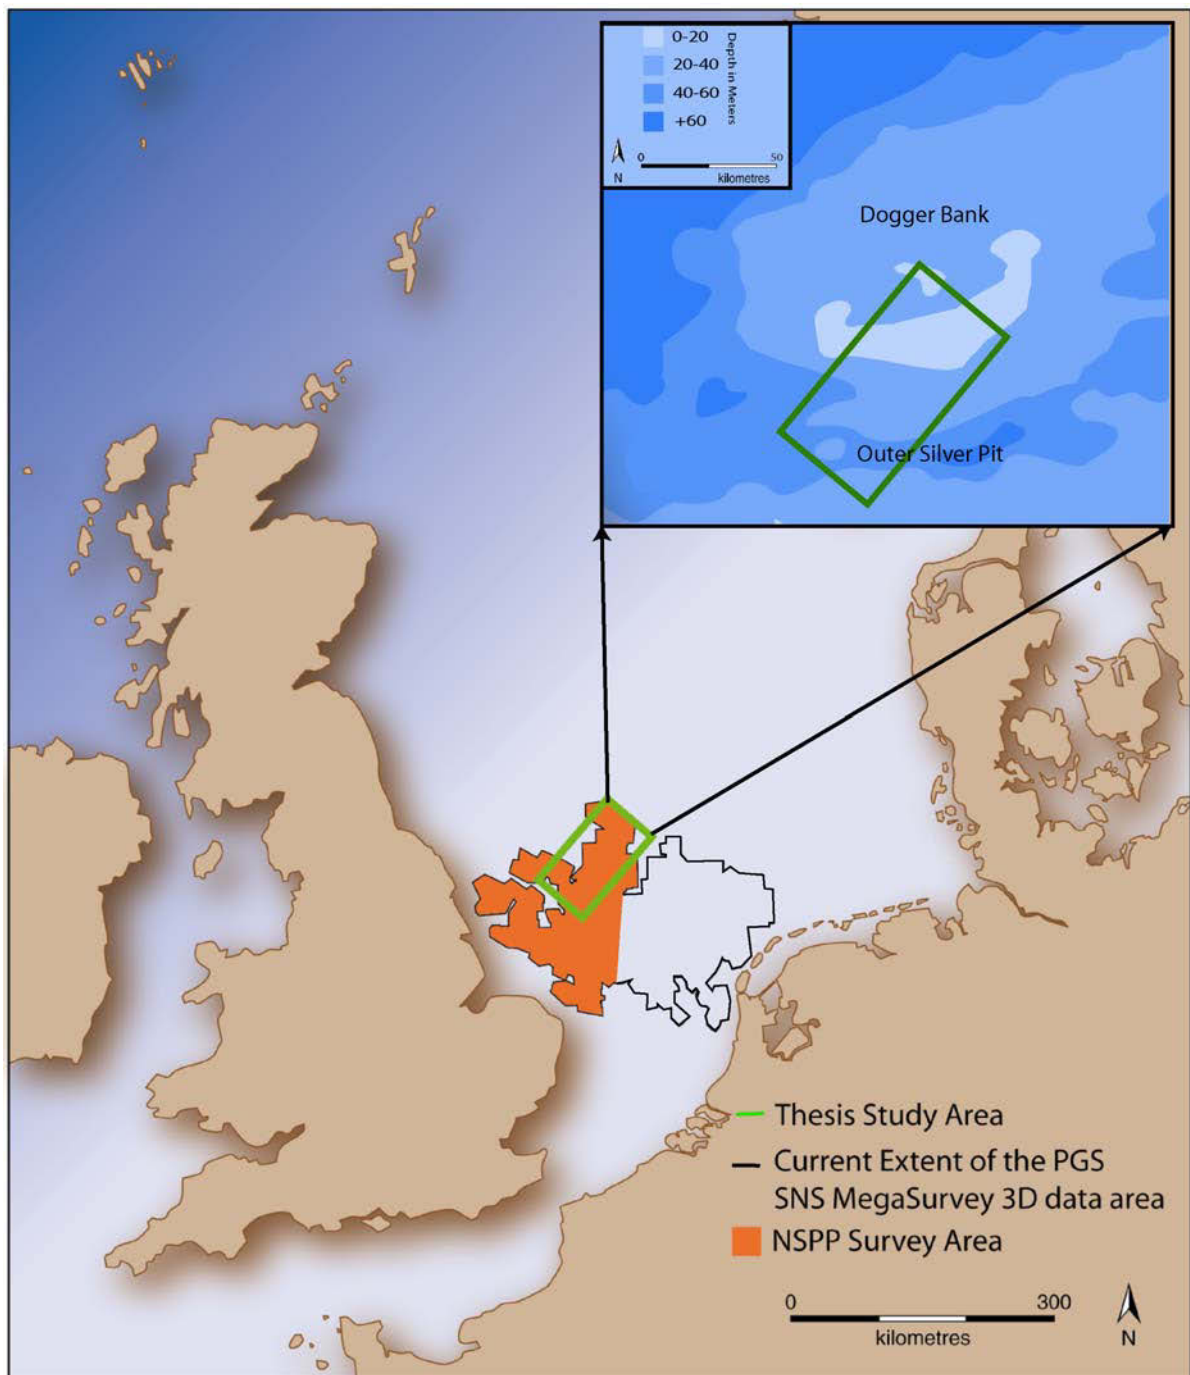 0-20
20-40
40-60
+60
Depth in Meters
0 50
N kilometres
Dogger Bank
Outer Silver Pit
Thesis Study Area
Current Extent of the PGS
SNS MegaSurvey 3D data area
NSPP Survey Area
0 300
kilometres
N